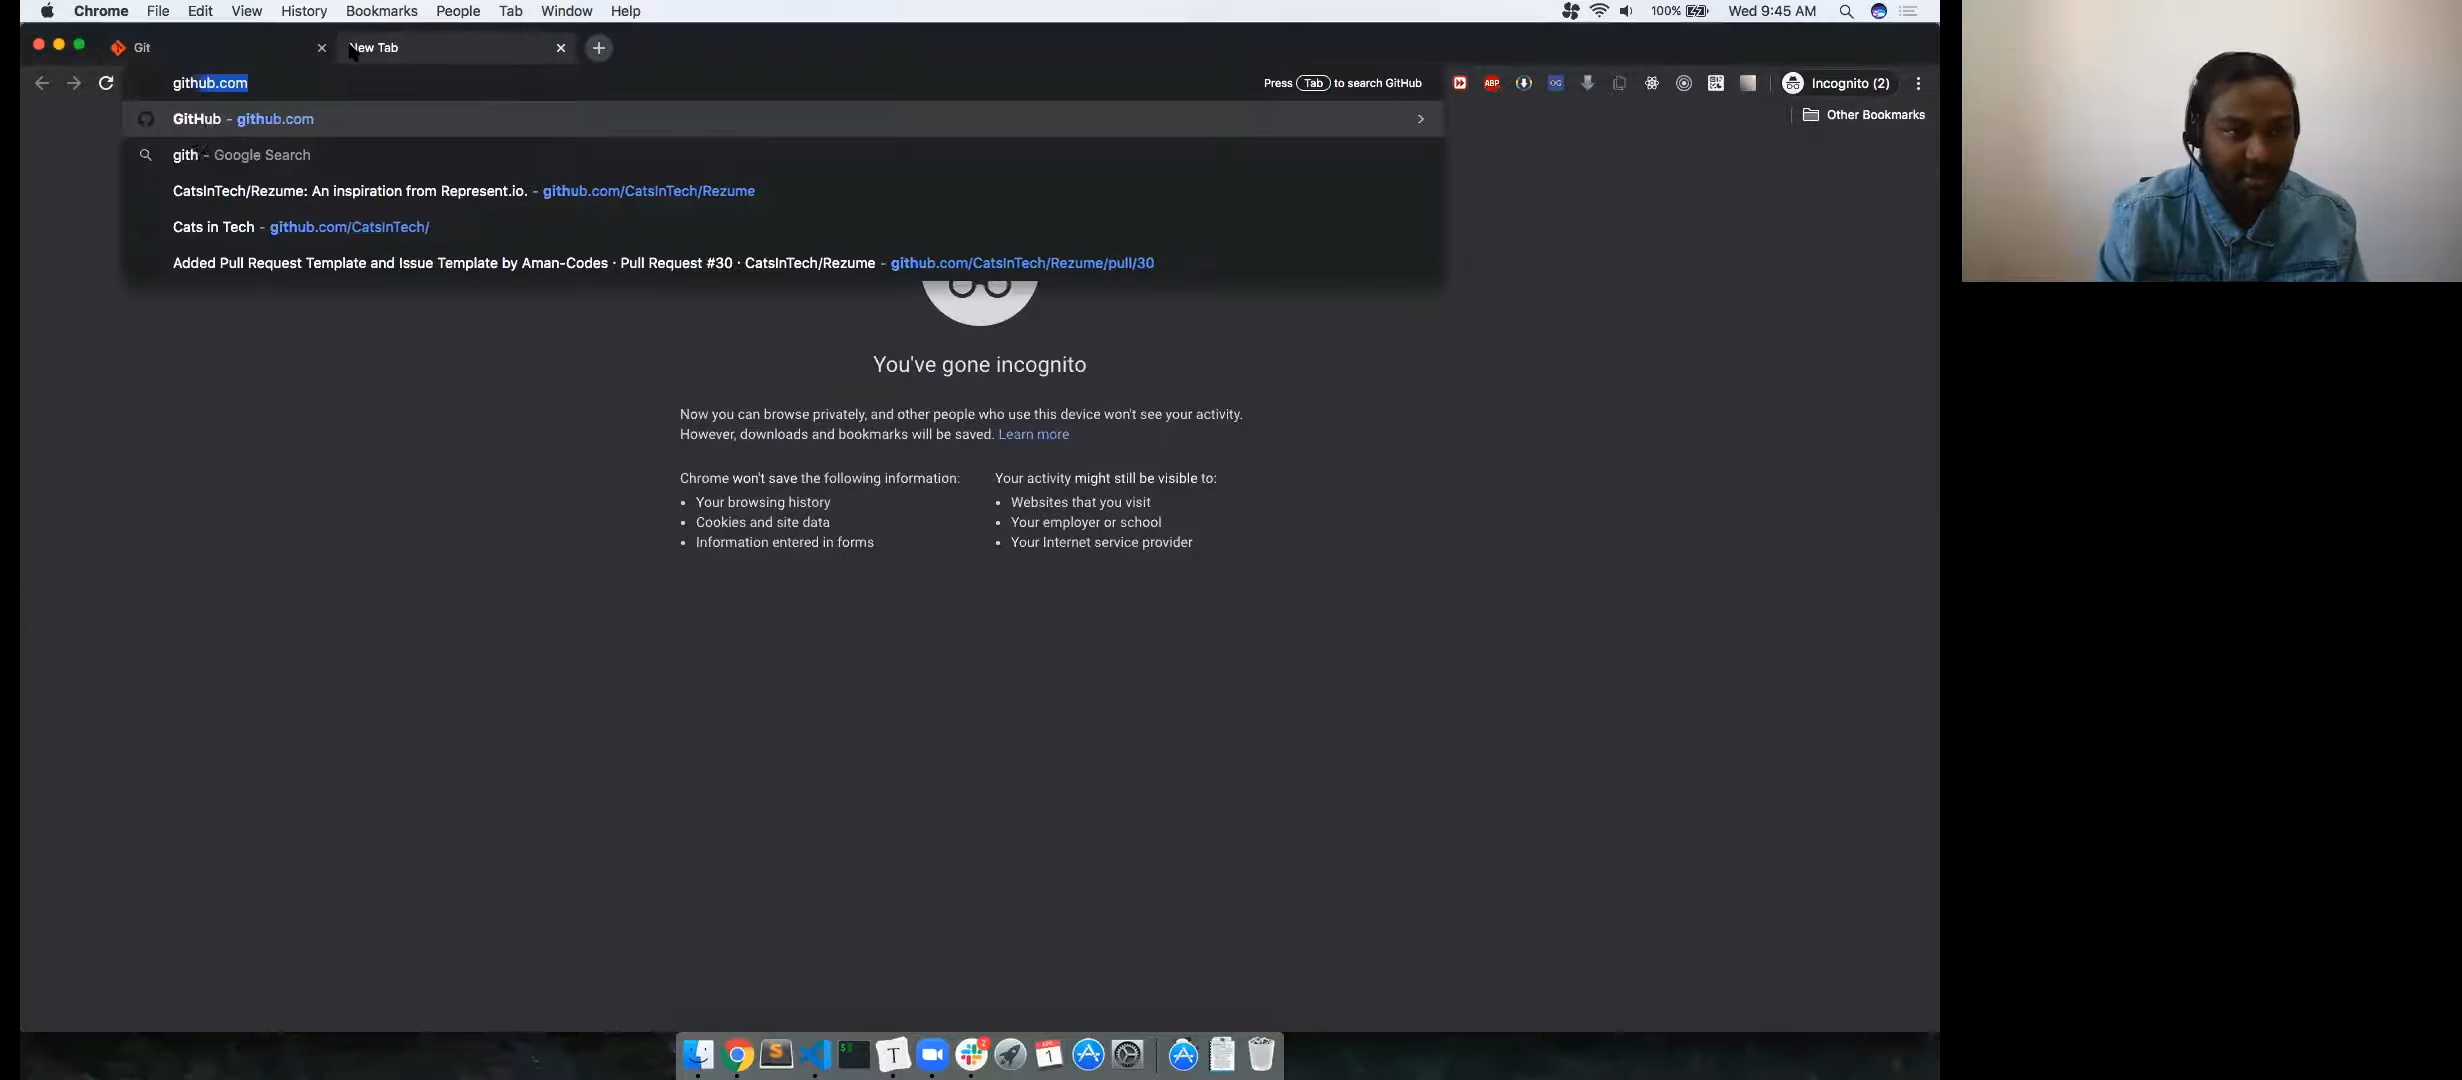 Chrome File Edit View History Bookmarks People Tab Window Help 100% Wed 9:45 AM
Git New Tab
github.com Press Tab to search GitHub ABP OG Incognito (2)
GitHub - github.com Other Bookmarks
gith - Google Search
CatsInTech/Rezume: An inspiration from Represent.io. - github.com/CatsInTech/Rezume
Cats in Tech - github.com/CatsInTech/
Added Pull Request Template and Issue Template by Aman-Codes · Pull Request #30 · CatsInTech/Rezume - github.com/CatsInTech/Rezume/pull/30
You've gone incognito
Now you can browse privately, and other people who use this device won't see your activity.
However, downloads and bookmarks will be saved. Learn more
Chrome won't save the following information:
• Your browsing history
• Cookies and site data
• Information entered in forms
Your activity might still be visible to:
• Websites that you visit
• Your employer or school
• Your Internet service provider
S $ T 2 APR 1